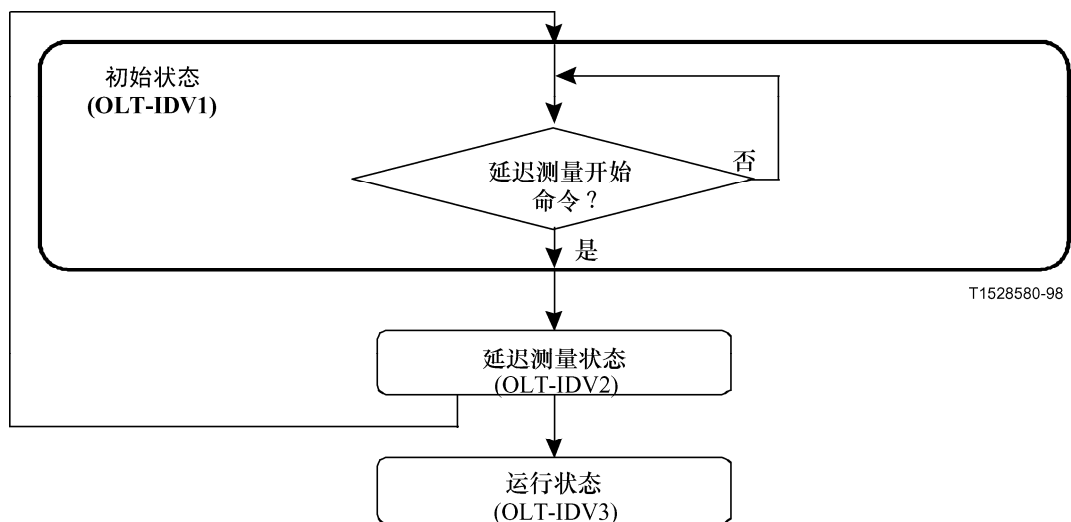 初始状态
(OLT-IDV1)
延迟测量开始
命令？
否
是
T1528580-98
延迟测量状态
(OLT-IDV2)
运行状态
(OLT-IDV3)